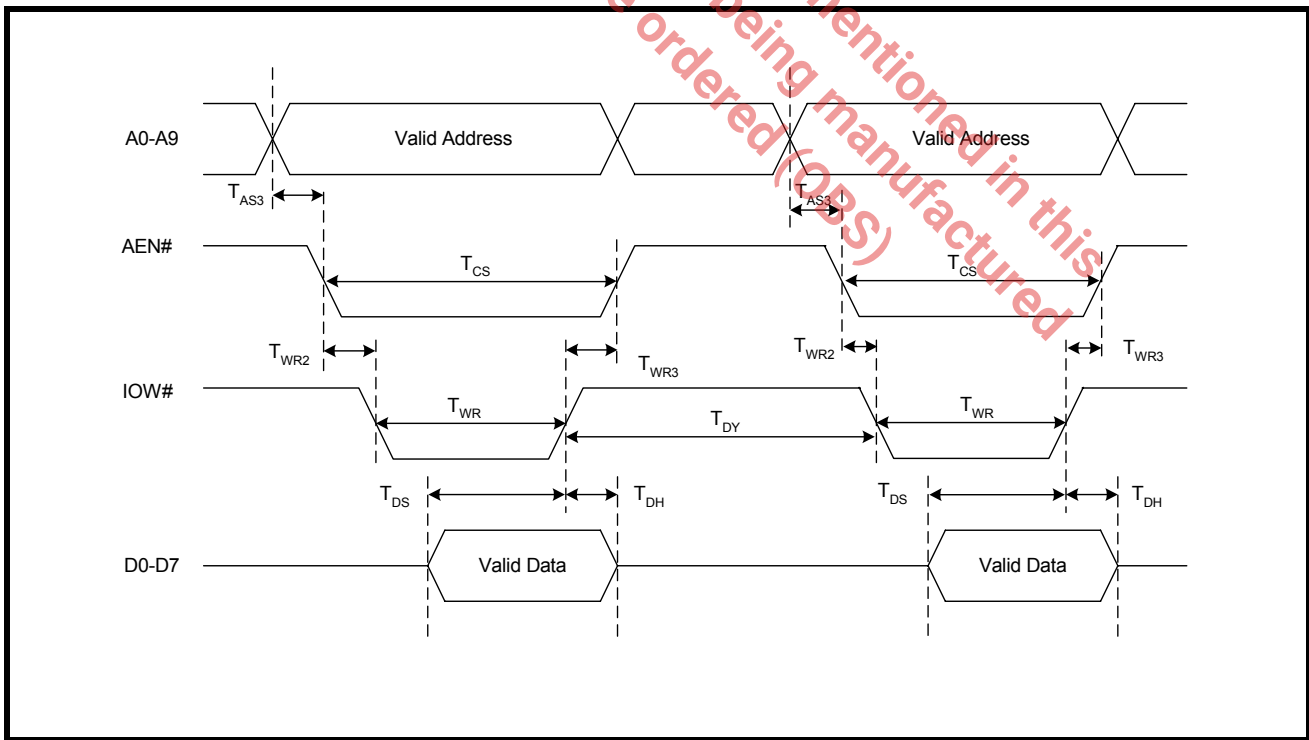 mentioned in this
being manufactured
ordered (OBS)
A0-A9
Valid Address
Valid Address
TAS3
TAS3
AEN#
TCS
TCS
TWR2
TWR3
TWR2
TWR3
IOW#
TWR
TDY
TWR
TDS
TDH
TDS
TDH
D0-D7
Valid Data
Valid Data